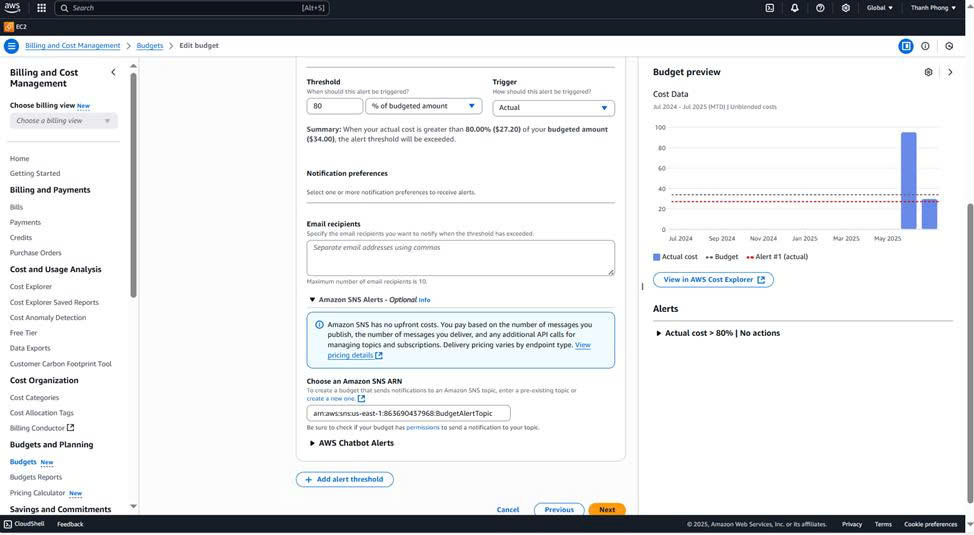 aws
Search [Alt+S]
Global
Thanh Phong
EC2
Billing and Cost Management
Budgets
Edit budget
Billing and Cost
Management
Choose billing view New
Choose a billing view
Home
Getting Started
Billing and Payments
Bills
Payments
Credits
Purchase Orders
Cost and Usage Analysis
Cost Explorer
Cost Explorer Saved Reports
Cost Anomaly Detection
Free Tier
Data Exports
Customer Carbon Footprint Tool
Cost Organization
Cost Categories
Cost Allocation Tags
Billing Conductor
Budgets and Planning
Budgets New
Budgets Reports
Pricing Calculator New
Savings and Commitments
Threshold
When should this alert be triggered?
80
% of budgeted amount
Trigger
How should this alert be triggered?
Actual
Summary: When your actual cost is greater than 80.00% ($27.20) of your budgeted amount
($34.00), the alert threshold will be exceeded.
Notification preferences
Select one or more notification preferences to receive alerts.
Email recipients
Specify the email recipients you want to notify when the threshold has exceeded.
Separate email addresses using commas
Maximum number of email recipients is 10.
Amazon SNS Alerts - Optional Info
Amazon SNS has no upfront costs. You pay based on the number of messages you
publish, the number of messages you deliver, and any additional API calls for
managing topics and subscriptions. Delivery pricing varies by endpoint type. View
pricing details
Choose an Amazon SNS ARN
To create a budget that sends notifications to an Amazon SNS topic, enter a pre-existing topic or
create a new one.
arn:aws:sns:us-east-1:863690437968:BudgetAlertTopic
Be sure to check if your budget has permissions to send a notification to your topic.
AWS Chatbot Alerts
Add alert threshold
Cancel
Previous
Next
Budget preview
Cost Data
Jul 2024 - Jul 2025 (MTD) | Unblended costs
100
80
60
40
20
0
Jul 2024
Sep 2024
Nov 2024
Jan 2025
Mar 2025
May 2025
Actual cost
Budget
Alert #1 (actual)
View in AWS Cost Explorer
Alerts
Actual cost > 80% | No actions
CloudShell
Feedback
© 2025, Amazon Web Services, Inc. or its affiliates.
Privacy
Terms
Cookie preferences